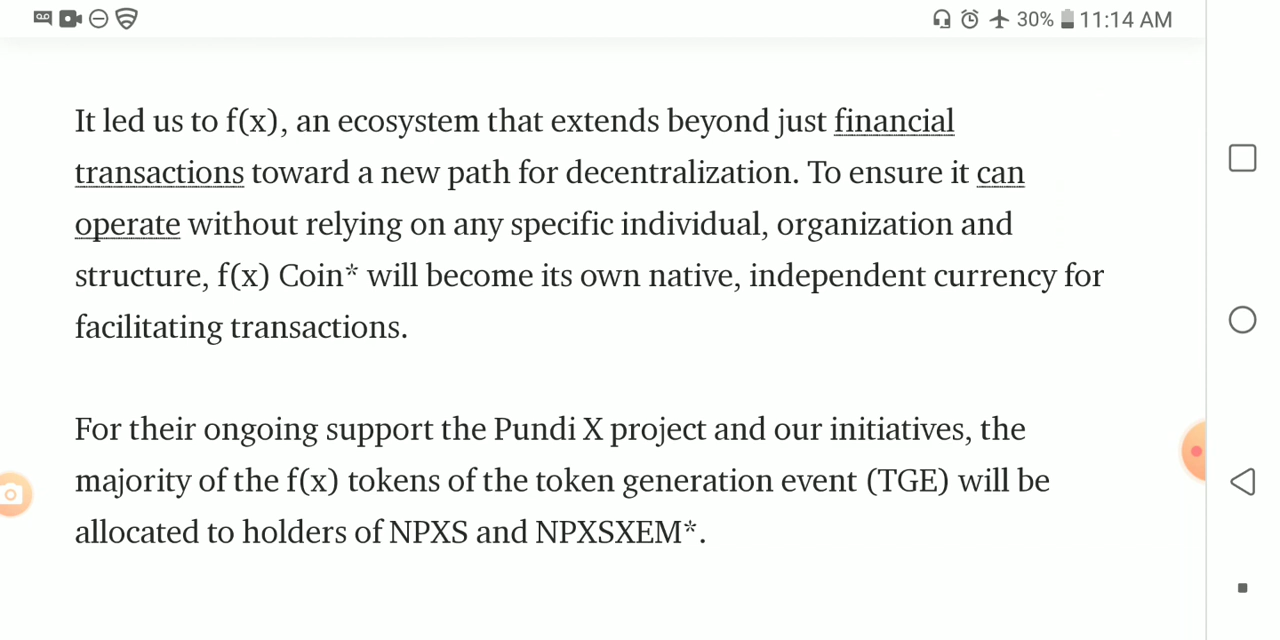 30% 11:14 AM
It led us to f(x), an ecosystem that extends beyond just financial
transactions toward a new path for decentralization. To ensure it can
operate without relying on any specific individual, organization and
structure, f(x) Coin* will become its own native, independent currency for
facilitating transactions.
For their ongoing support the Pundi X project and our initiatives, the
majority of the f(x) tokens of the token generation event (TGE) will be
allocated to holders of NPXS and NPXSXEM*.